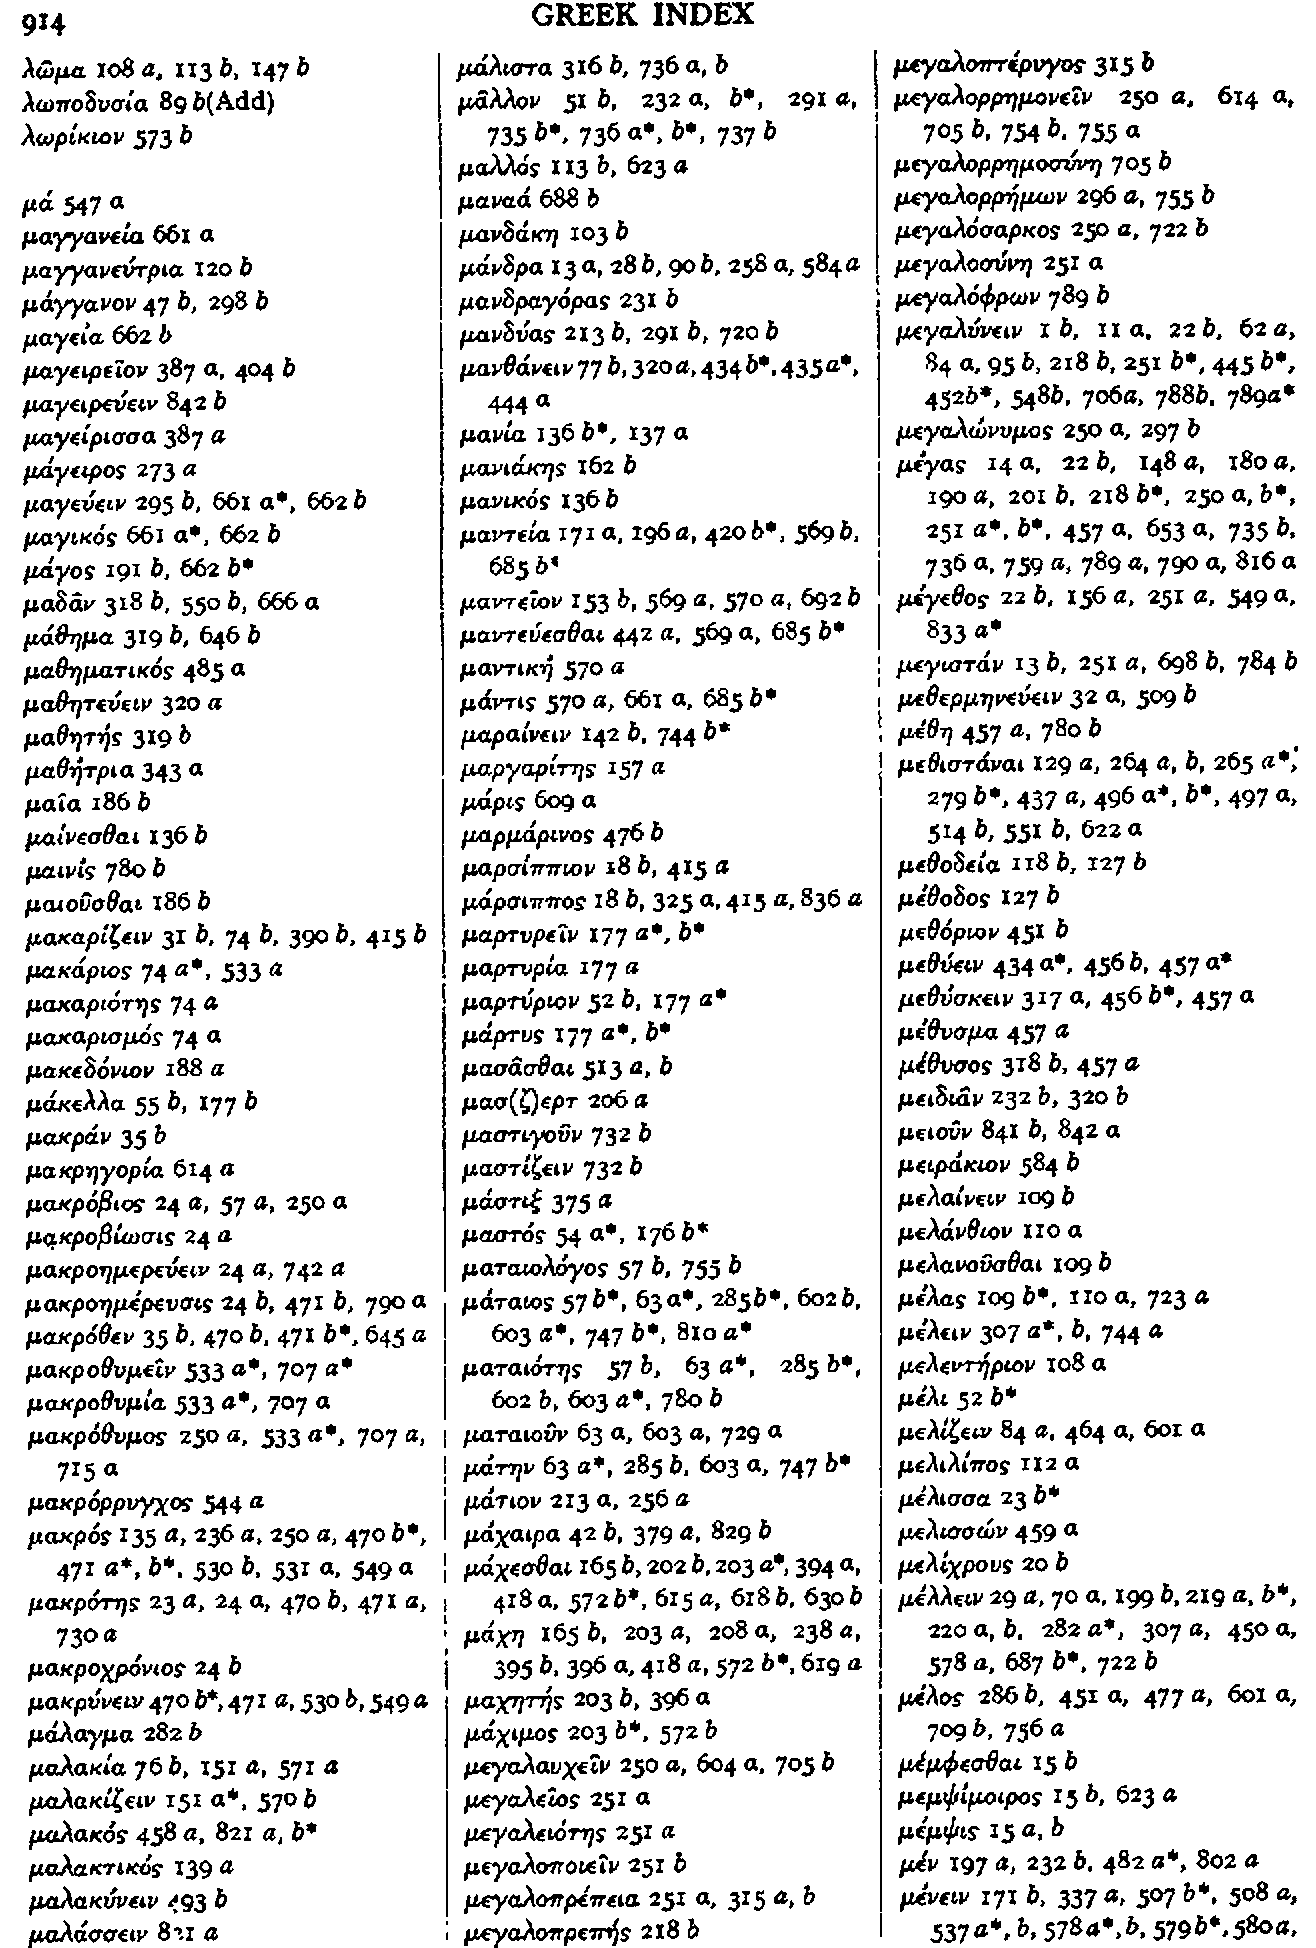 914
GREEK INDEX
λῶμα 108 a, 113 b, 147 b
λωποδυσία 89 b(Add)
λωρίκιον 573 b
μά 547 a
μαγγανεία 661 a
μαγγανεύτρια 120 b
μάγγανον 47 b, 298 b
μαγεία 662 b
μαγειρεῖον 387 a, 404 b
μαγειρεύειν 842 b
μαγείρισσα 387 a
μάγειρος 273 a
μαγεύειν 295 b, 661 a*, 662 b
μαγικός 661 a*, 662 b
μάγος 191 b, 662 b*
μαδᾶν 318 b, 550 b, 666 a
μάθημα 319 b, 646 b
μαθηματικός 485 a
μαθητεύειν 320 a
μαθητής 319 b
μαθήτρια 343 a
μαῖα 186 b
μαίνεσθαι 136 b
μαινίς 780 b
μαιοῦσθαι 186 b
μακαρίζειν 31 b, 74 b, 390 b, 415 b
μακάριος 74 a*, 533 a
μακαριότης 74 a
μακαρισμός 74 a
μακεδόνιον 188 a
μάκελλα 55 b, 177 b
μακράν 35 b
μακρηγορία 614 a
μακρόβιος 24 a, 57 a, 250 a
μακροβίωσις 24 a
μακροημερεύειν 24 a, 742 a
μακροημέρευσις 24 b, 471 b, 790 a
μακρόθεν 35 b, 470 b, 471 b*, 645 a
μακροθυμεῖν 533 a*, 707 a*
μακροθυμία 533 a*, 707 a
μακρόθυμος 250 a, 533 a*, 707 a,
715 a
μακρόρρυγχος 544 a
μακρός 135 a, 236 a, 250 a, 470 b*,
471 a*, b*, 530 b, 531 a, 549 a
μακρότης 23 a, 24 a, 470 b, 471 a,
730 a
μακροχρόνιος 24 b
μακρύνειν 470 b*, 471 a, 530 b, 549 a
μάλαγμα 282 b
μαλακία 76 b, 151 a, 571 a
μαλακίζειν 151 a*, 570 b
μαλακός 458 a, 821 a, b*
μαλακτικός 139 a
μαλακύνειν 493 b
μαλάσσειν 821 a
μάλιστα 316 b, 736 a, b
μᾶλλον 51 b, 232 a, b*, 291 a,
735 b*, 736 a*, b*, 737 b
μαλλός 113 b, 623 a
μαναά 688 b
μανδάκη 103 b
μάνδρα 13 a, 28 b, 90 b, 258 a, 584 a
μανδραγόρας 231 b
μανδύας 213 b, 291 b, 720 b
μανθάνειν 77 b, 320 a, 434 b*, 435 a*,
444 a
μανία 136 b*, 137 a
μανιάκης 162 b
μανικός 136 b
μαντεία 171 a, 196 a, 420 b*, 569 b,
685 b*
μαντεῖον 153 b, 569 a, 570 a, 692 b
μαντεύεσθαι 442 a, 569 a, 685 b*
μαντική 570 a
μάντις 570 a, 661 a, 685 b*
μαραίνειν 142 b, 744 b*
μαργαρίτης 157 a
μάρις 609 a
μαρμάρινος 476 b
μαρσίππιον 18 b, 415 a
μάρσιππος 18 b, 325 a, 415 a, 836 a
μαρτυρεῖν 177 a*, b*
μαρτυρία 177 a
μαρτύριον 52 b, 177 a*
μάρτυς 177 a*, b*
μασᾶσθαι 513 a, b
μασ(ζ)ερτ 206 a
μαστιγοῦν 732 b
μαστίζειν 732 b
μάστιξ 375 a
μαστός 54 a*, 176 b*
ματαιολόγος 57 b, 755 b
μάταιος 57 b*, 63 a*, 285b*, 602 b,
603 a*, 747 b*, 810 a*
ματαιότης 57 b, 63 a*, 285 b*,
602 b, 603 a*, 780 b
ματαιοῦν 63 a, 603 a, 729 a
μάτην 63 a*, 285 b, 603 a, 747 b*
μάτιον 213 a, 256 a
μάχαιρα 42 b, 379 a, 829 b
μάχεσθαι 165 b, 202 b, 203 a*, 394 a,
418 a, 572 b*, 615 a, 618 b, 630 b
μάχη 165 b, 203 a, 208 a, 238 a,
395 b, 396 a, 418 a, 572 b*, 619 a
μαχητής 203 b, 396 a
μάχιμος 203 b*, 572 b
μεγαλαυχεῖν 250 a, 604 a, 705 b
μεγαλεῖος 251 a
μεγαλειότης 251 a
μεγαλοποιεῖν 251 b
μεγαλοπρέπεια 251 a, 315 a, b
μεγαλοπρεπής 218 b
μεγαλοπτέρυγος 315 b
μεγαλορρημονεῖν 250 a, 614 a,
705 b, 754 b, 755 a
μεγαλορρημοσύνη 705 b
μεγαλορρήμων 296 a, 755 b
μεγαλόσαρκος 250 a, 722 b
μεγαλοσύνη 251 a
μεγαλόφρων 789 b
μεγαλύνειν 1 b, 11 a, 22 b, 62 a,
84 a, 95 b, 218 b, 251 b*, 445 b*,
452b*, 548b, 706a, 788b, 789a*
μεγαλώνυμος 250 a, 297 b
μέγας 14 a, 22 b, 148 a, 180 a,
190 a, 201 b, 218 b*, 250 a, b*,
251 a*, b*, 457 a, 653 a, 735 b,
736 a, 759 a, 789 a, 790 a, 816 a
μέγεθος 22 b, 156 a, 251 a, 549 a,
833 a*
μεγιστάν 13 b, 251 a, 698 b, 784 b
μεθερμηνεύειν 32 a, 509 b
μέθη 457 a, 780 b
μεθιστάναι 129 a, 264 a, b, 265 a*,
279 b*, 437 a, 496 a*, b*, 497 a,
514 b, 551 b, 622 a
μεθοδεία 118 b, 127 b
μέθοδος 127 b
μεθόριον 451 b
μεθύειν 434 a*, 456 b, 457 a*
μεθύσκειν 317 a, 456 b*, 457 a
μέθυσμα 457 a
μέθυσος 318 b, 457 a
μειδιᾶν 232 b, 320 b
μειοῦν 841 b, 842 a
μειράκιον 584 b
μελαίνειν 109 b
μελάνθιον 110 a
μελανοῦσθαι 109 b
μέλας 109 b*, 110 a, 723 a
μέλειν 307 a*, b, 744 a
μελεντήριον 108 a
μέλι 52 b*
μελίζειν 84 a, 464 a, 601 a
μελιλίπος 112 a
μέλισσα 23 b*
μελισσών 459 a
μελίχρους 20 b
μέλλειν 29 a, 70 a, 199 b, 219 a, b*,
220 a, b, 282 a*, 307 a, 450 a,
578 a, 687 b*, 722 b
μέλος 286 b, 451 a, 477 a, 601 a,
709 b, 756 a
μέμφεσθαι 15 b
μεμψίμοιρος 15 b, 623 a
μέμψις 15 a, b
μέν 197 a, 232 b, 482 a*, 802 a
μένειν 171 b, 337 a, 507 b*, 508 a,
537 a*, b, 578 a*, b, 579 b*, 580 a,